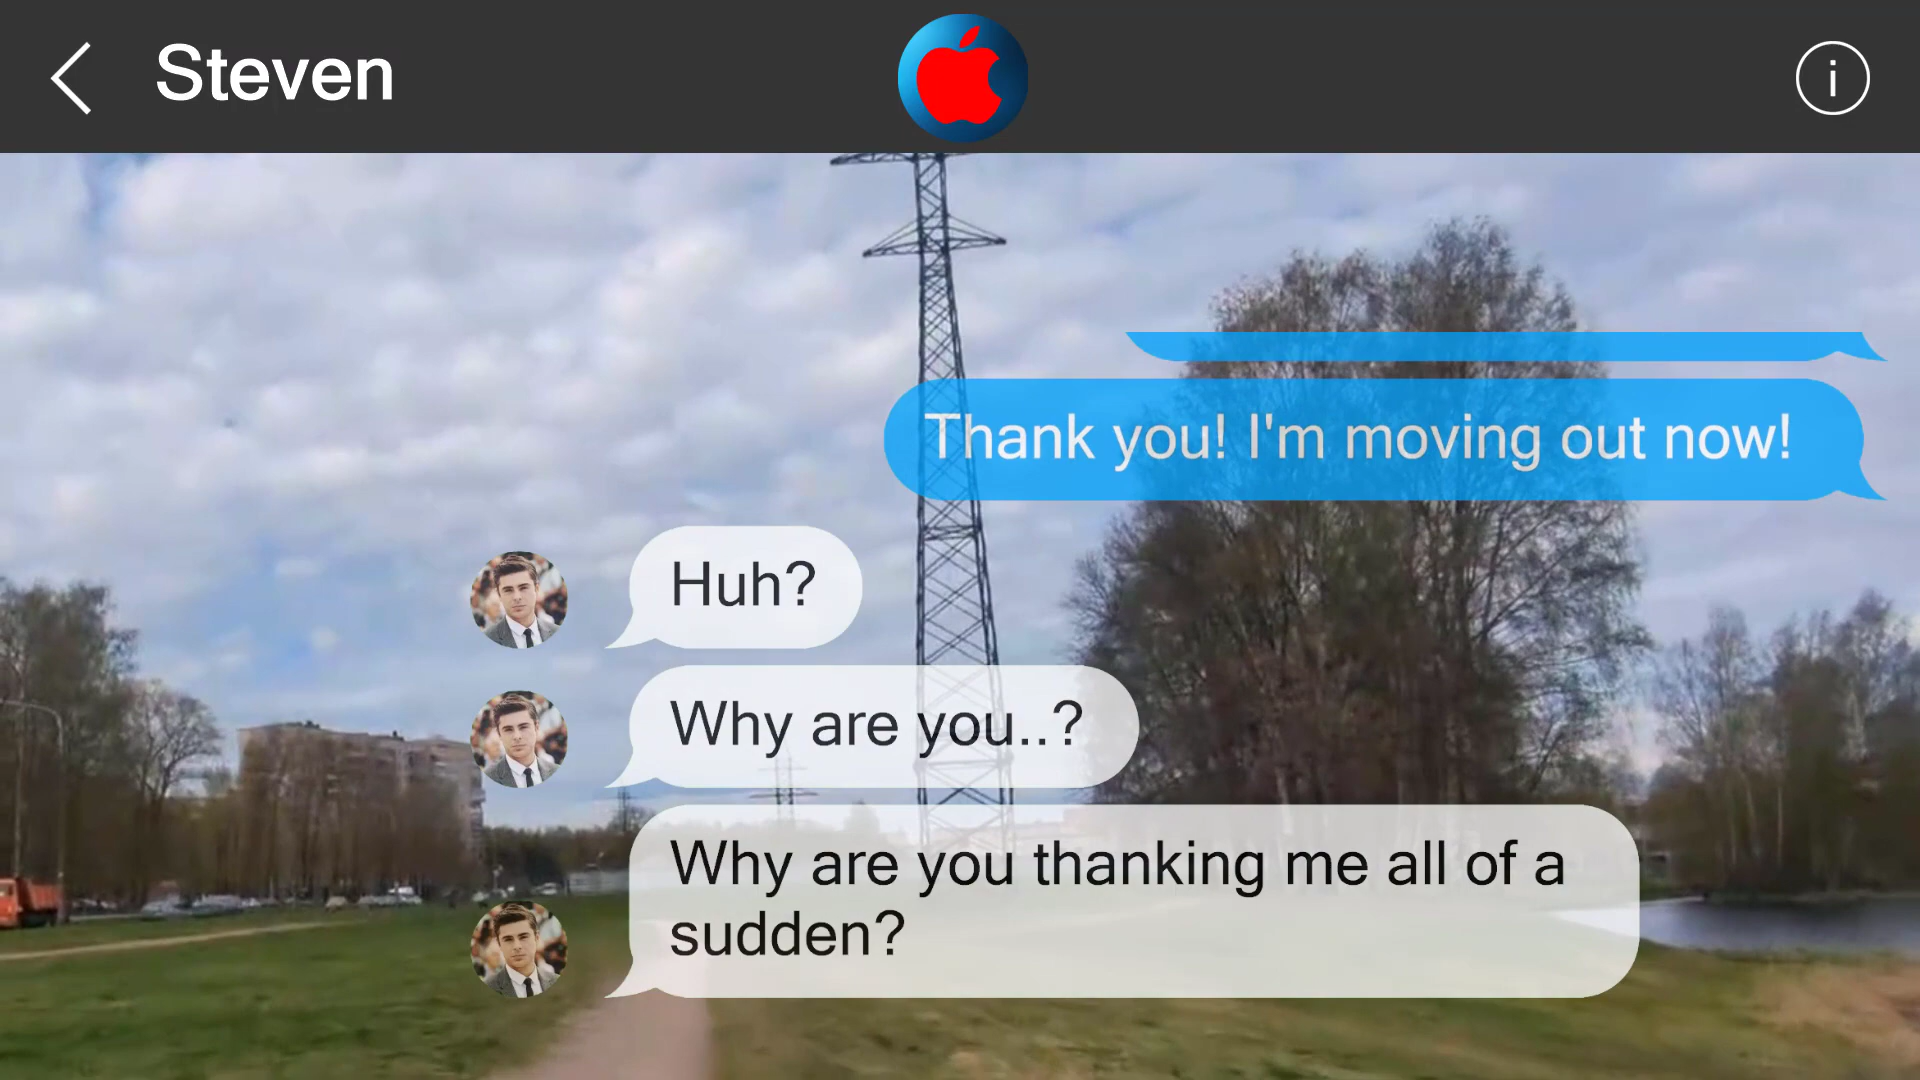 Steven
i
Thank you! I'm moving out now!
Huh?
Why are you..?
Why are you thanking me all of a
sudden?